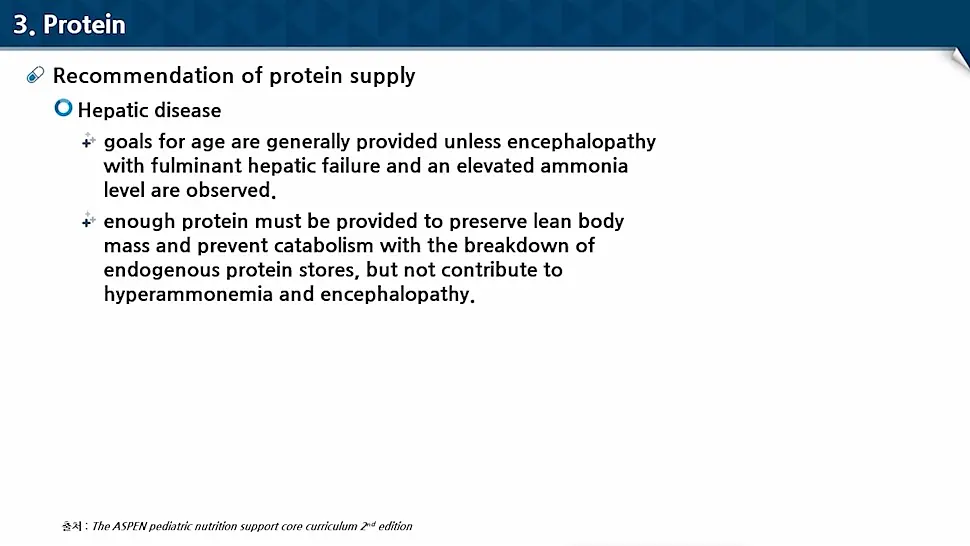 3. Protein
Recommendation of protein supply
Hepatic disease
goals for age are generally provided unless encephalopathy
with fulminant hepatic failure and an elevated ammonia
level are observed.
enough protein must be provided to preserve lean body
mass and prevent catabolism with the breakdown of
endogenous protein stores, but not contribute to
hyperammonemia and encephalopathy.
출처 : The ASPEN pediatric nutrition support core curriculum 2nd edition